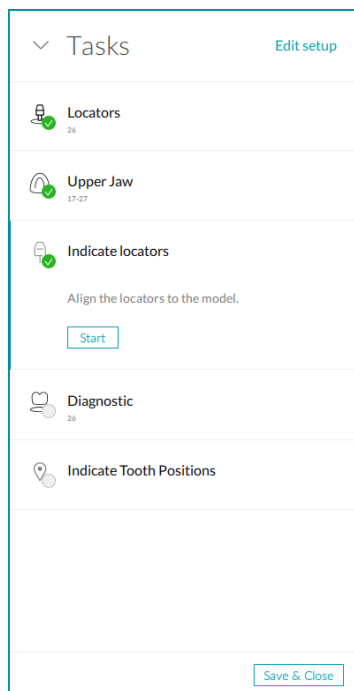 Tasks
Edit setup
Locators
26
Upper Jaw
17-27
Indicate locators
Align the locators to the model.
Start
Diagnostic
26
Indicate Tooth Positions
Save & Close